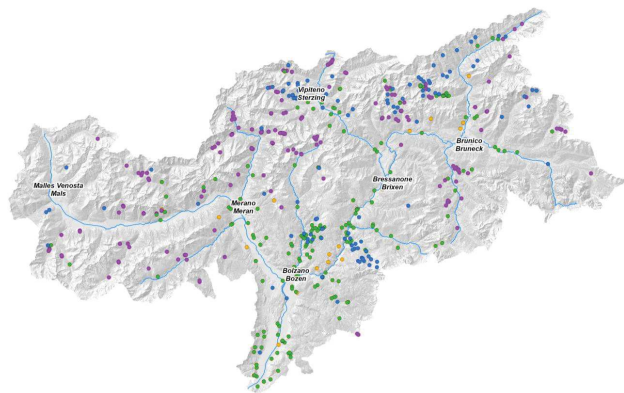 Vipiteno
Sterzing
Brunico
Bruneck
Bressanone
Brixen
Malles Venosta
Mals
Merano
Meran
Bolzano
Bozen